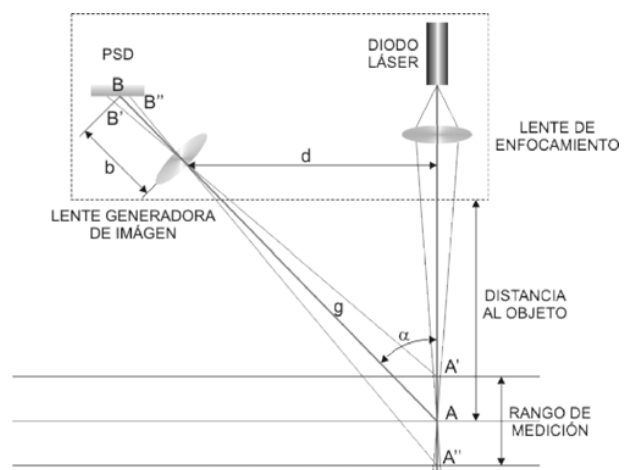 DIODO
LÁSER
PSD
B
B''
B'
LENTE DE
ENFOCAMIENTO
d
b
LENTE GENERADORA
DE IMÁGEN
DISTANCIA
AL OBJETO
g
α
A'
A
RANGO DE
MEDICIÓN
A''